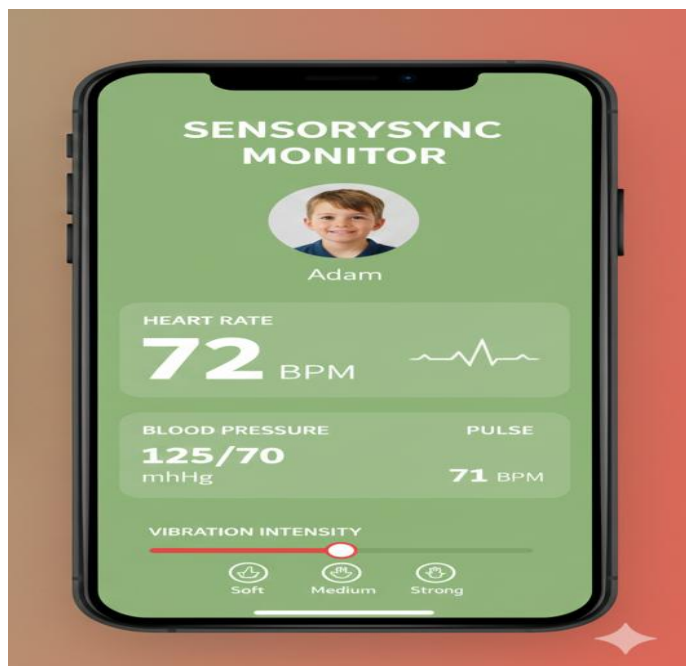 SENSORYSYNC
MONITOR
Adam
HEART RATE
72 BPM
BLOOD PRESSURE PULSE
125/70
mhHg 71 BPM
VIBRATION INTENSITY
Soft Medium Strong